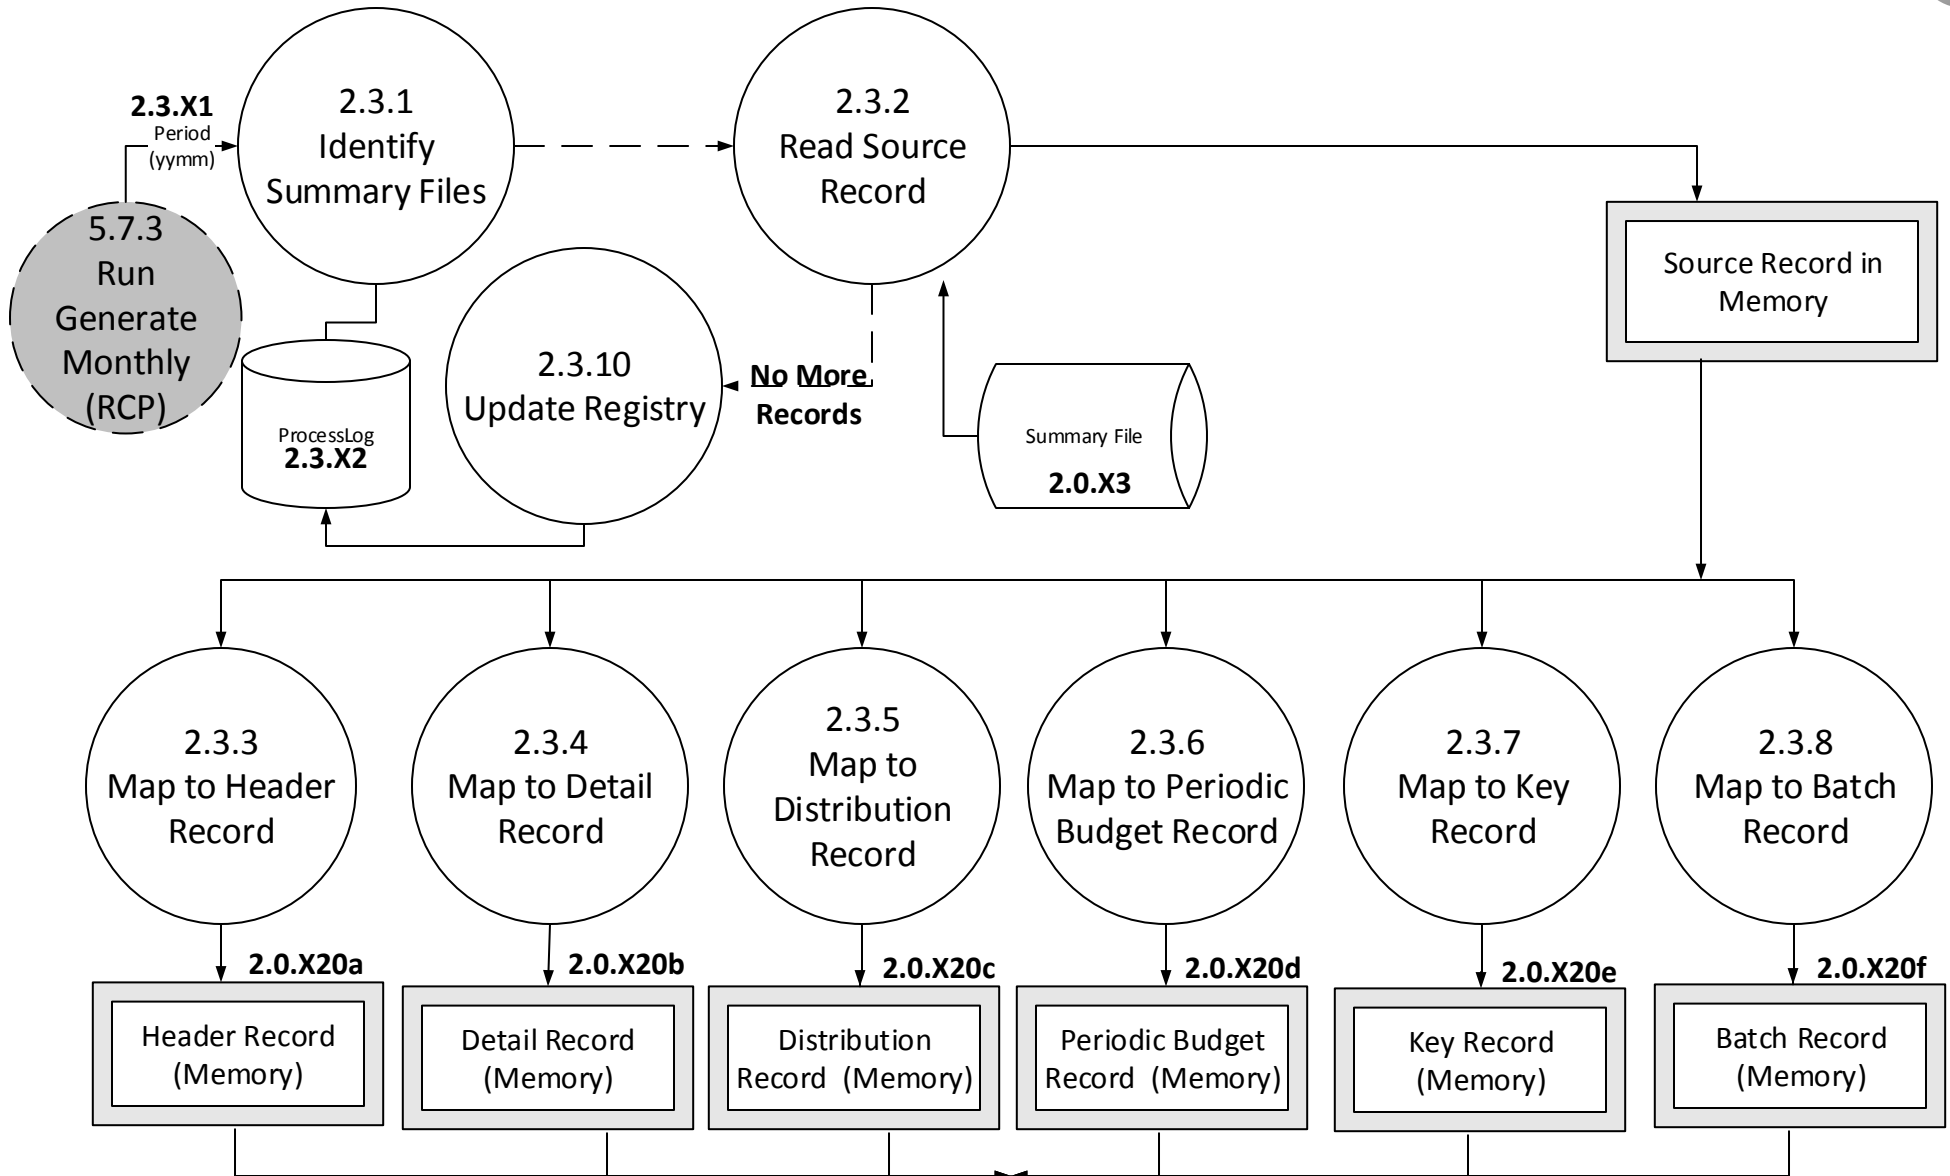 2.3.X1
Period
(yymm)
2.3.1
Identify
Summary Files
2.3.2
Read Source
Record
5.7.3
Run
Generate
Monthly
(RCP)
Source Record in
Memory
2.3.10
Update Registry
No More
Records
ProcessLog
2.3.X2
Summary File
2.0.X3
2.3.3
Map to Header
Record
2.3.4
Map to Detail
Record
2.3.5
Map to
Distribution
Record
2.3.6
Map to Periodic
Budget Record
2.3.7
Map to Key
Record
2.3.8
Map to Batch
Record
2.0.X20a
2.0.X20b
2.0.X20c
2.0.X20d
2.0.X20e
2.0.X20f
Header Record
(Memory)
Detail Record
(Memory)
Distribution
Record (Memory)
Periodic Budget
Record (Memory)
Key Record
(Memory)
Batch Record
(Memory)